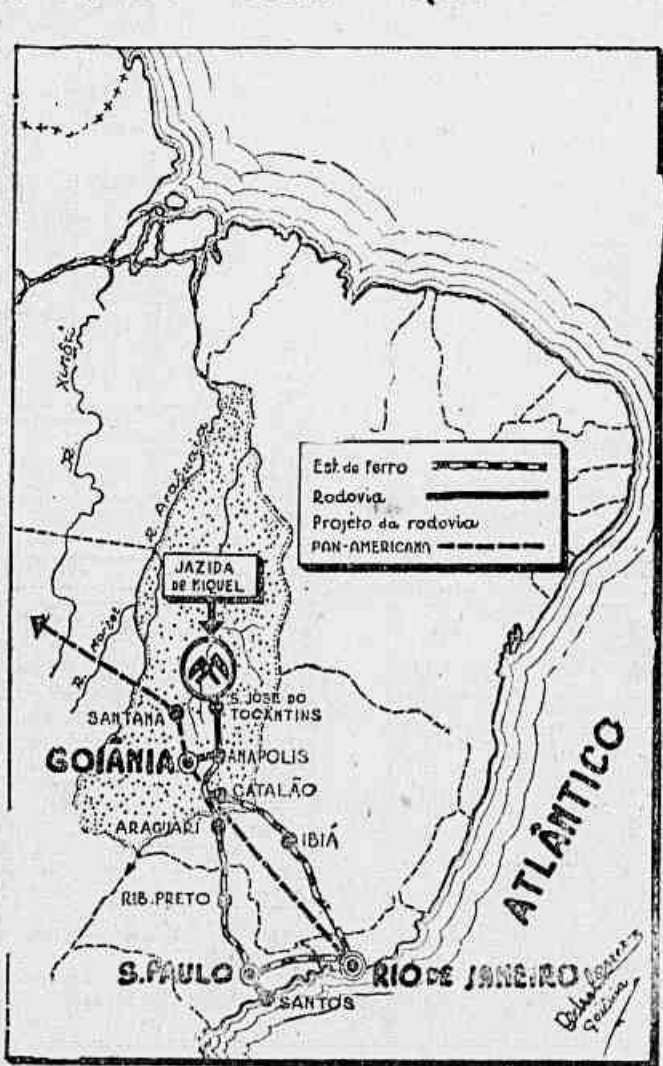 R. Xingú
R. Araguaia
Est. de Ferro
Rodovia
Projeto da rodovia
PAN-AMERICANA
JAZIDA
DE NIQUEL
S. JOSÉ DO
TOCANTINS
SANTANA
GOIÂNIA
ANAPOLIS
CATALÃO
ARAGUARÍ
IBIÁ
RIB. PRETO
S. PAULO
RIO DE JANEIRO
SANTOS
ATLÂNTICO